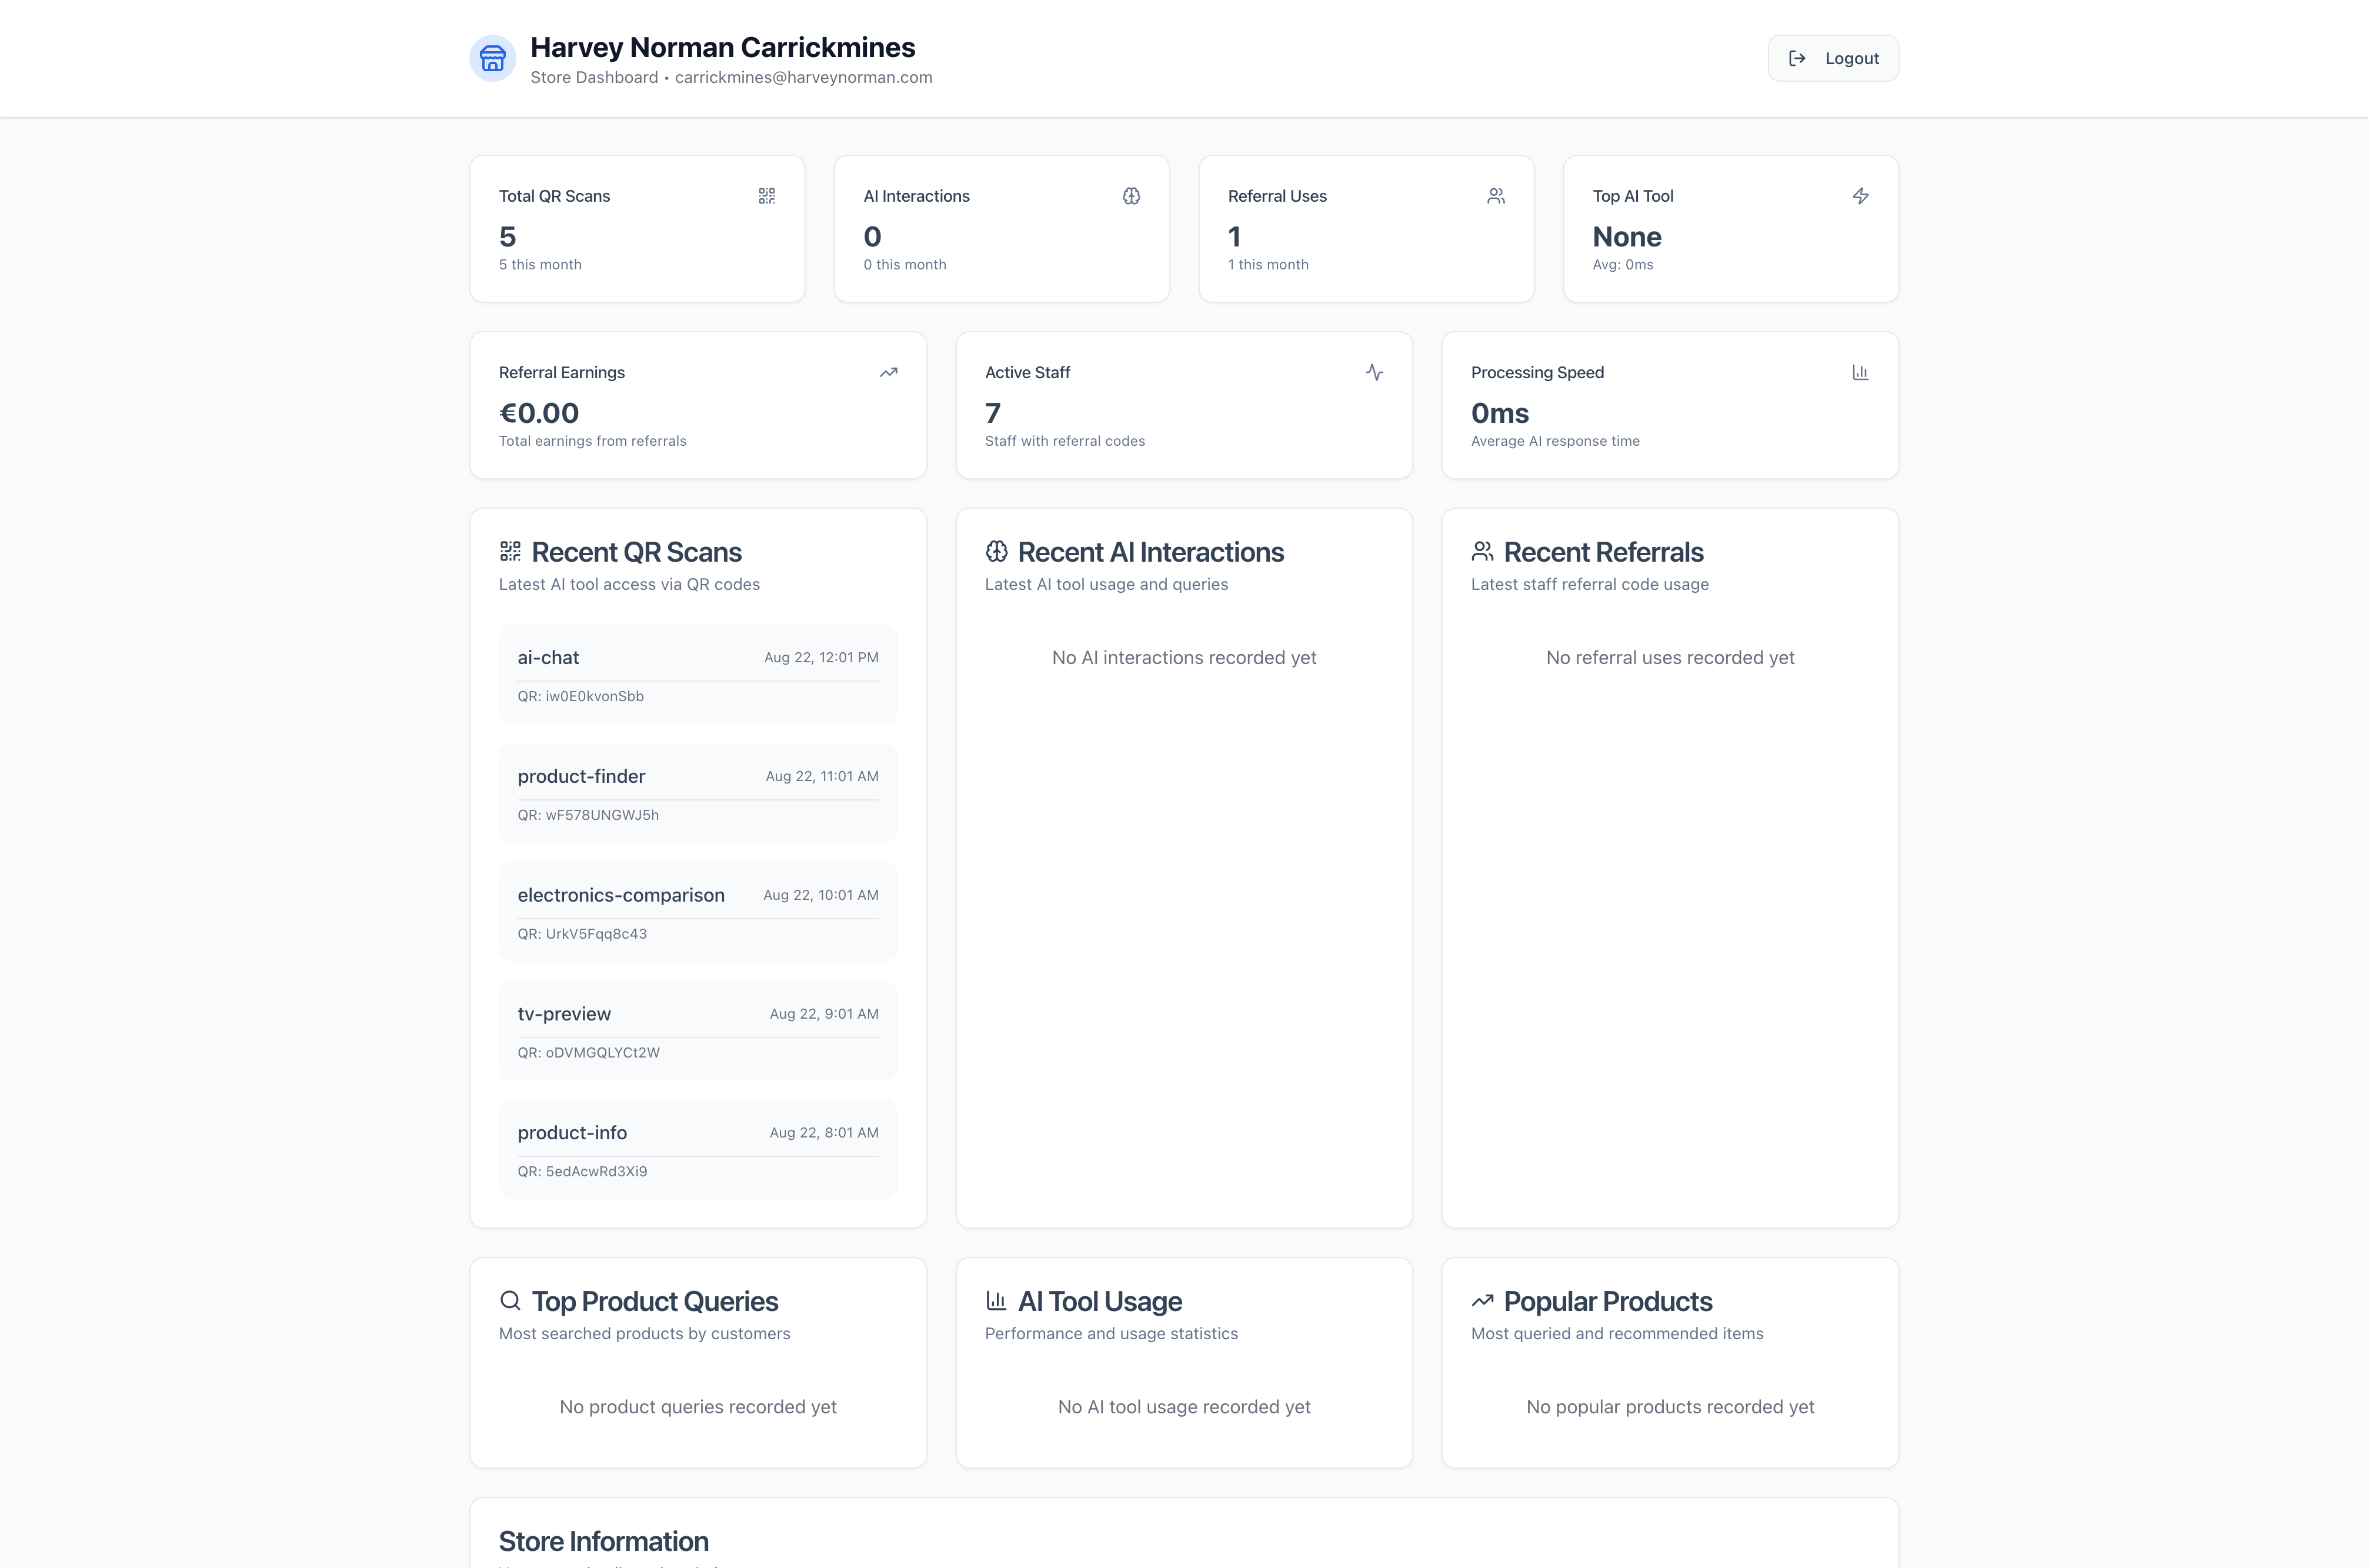 Harvey Norman Carrickmines
Store Dashboard • carrickmines@harveynorman.com
Logout
Total QR Scans
5
5 this month
AI Interactions
0
0 this month
Referral Uses
1
1 this month
Top AI Tool
None
Avg: 0ms
Referral Earnings
€0.00
Total earnings from referrals
Active Staff
7
Staff with referral codes
Processing Speed
0ms
Average AI response time
Recent QR Scans
Latest AI tool access via QR codes
ai-chat Aug 22, 12:01 PM
QR: iw0E0kvonSbb
product-finder Aug 22, 11:01 AM
QR: wF578UNGWJ5h
electronics-comparison Aug 22, 10:01 AM
QR: UrkV5Fqq8c43
tv-preview Aug 22, 9:01 AM
QR: oDVMGQLYCt2W
product-info Aug 22, 8:01 AM
QR: 5edAcwRd3Xi9
Recent AI Interactions
Latest AI tool usage and queries
No AI interactions recorded yet
Recent Referrals
Latest staff referral code usage
No referral uses recorded yet
Top Product Queries
Most searched products by customers
No product queries recorded yet
AI Tool Usage
Performance and usage statistics
No AI tool usage recorded yet
Popular Products
Most queried and recommended items
No popular products recorded yet
Store Information